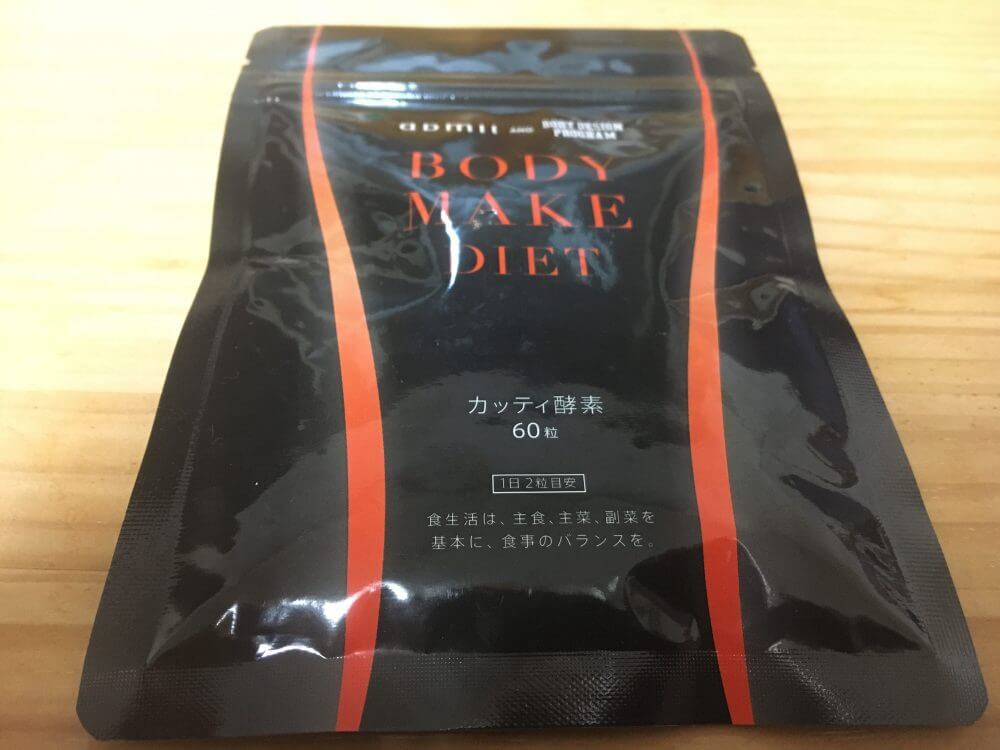 AND BODY DESIGN
PROGRAM
BODY
MAKE
DIET
カッティ酵素
60粒
1日2粒目安
食生活は、主食、主菜、副菜を
基本に、食事のバランスを。